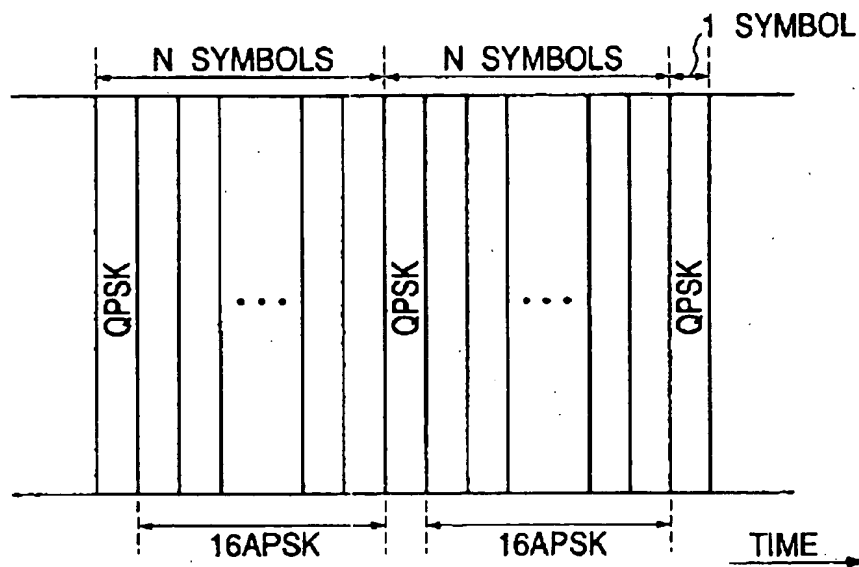 1 SYMBOL
N SYMBOLS N SYMBOLS
QPSK ... QPSK ... QPSK
16APSK 16APSK
TIME